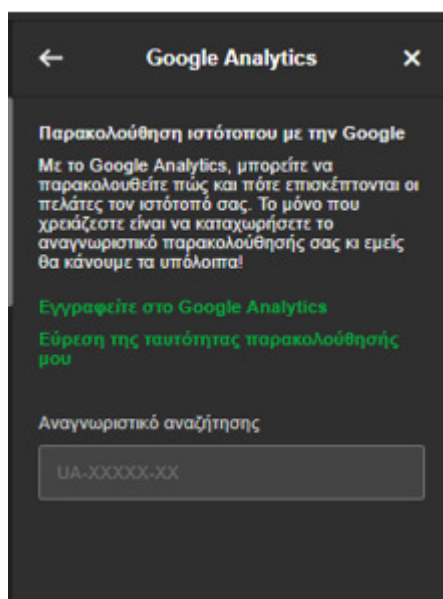 Google Analytics
Παρακολούθηση ιστότοπου με την Google
Με το Google Analytics, μπορείτε να
παρακολουθείτε πώς και πότε επισκέπτονται οι
πελάτες τον ιστότοπό σας. Το μόνο που
χρειάζεστε είναι να καταχωρήσετε το
αναγνωριστικό παρακολούθησής σας κι εμείς
θα κάνουμε τα υπόλοιπα!
Εγγραφείτε στο Google Analytics
Εύρεση της ταυτότητας παρακολούθησής
μου
Αναγνωριστικό αναζήτησης
UA-XXXXX-XX